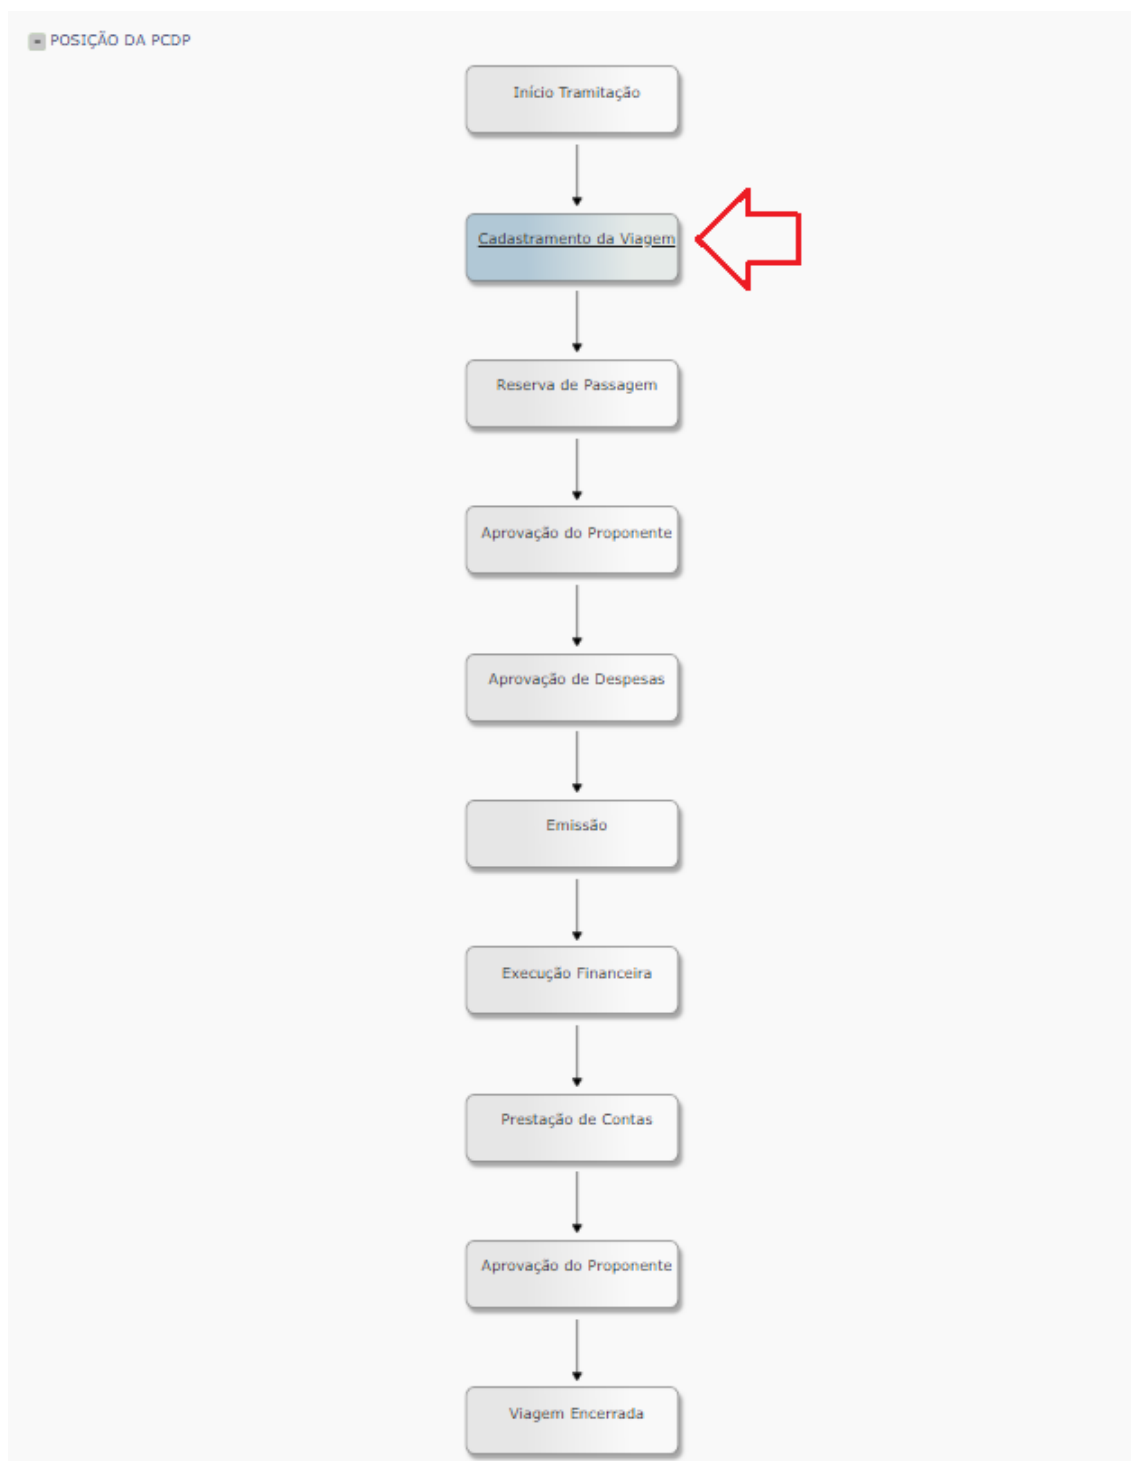 POSIÇÃO DA PCDP
Início Tramitação
Cadastramento da Viagem
Reserva de Passagem
Aprovação do Proponente
Aprovação de Despesas
Emissão
Execução Financeira
Prestação de Contas
Aprovação do Proponente
Viagem Encerrada